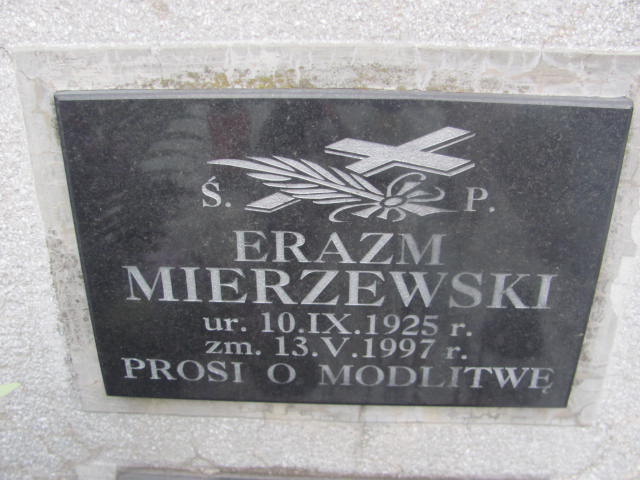 Ś. P.
ERAZM
MIERZEWSKI
ur. 10.IX.1925 r.
zm. 13.V.1997 r.
PROSI O MODLITWĘ